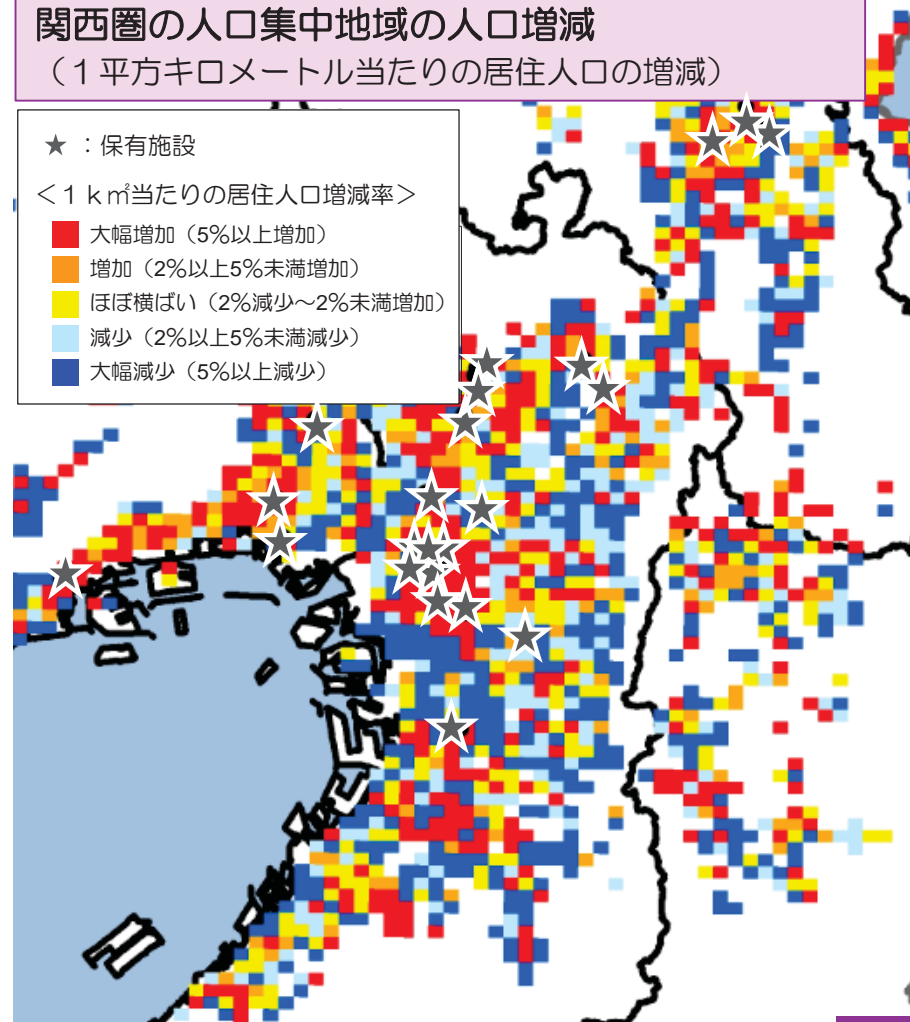 関西圏の人口集中地域の人口増減
（１平方キロメートル当たりの居住人口の増減）
★ ：保有施設
＜１ｋ㎡当たりの居住人口増減率＞
大幅増加（5%以上増加）
増加（2%以上5%未満増加）
ほぼ横ばい（2%減少～2%未満増加）
減少（2%以上5%未満減少）
大幅減少（5%以上減少）